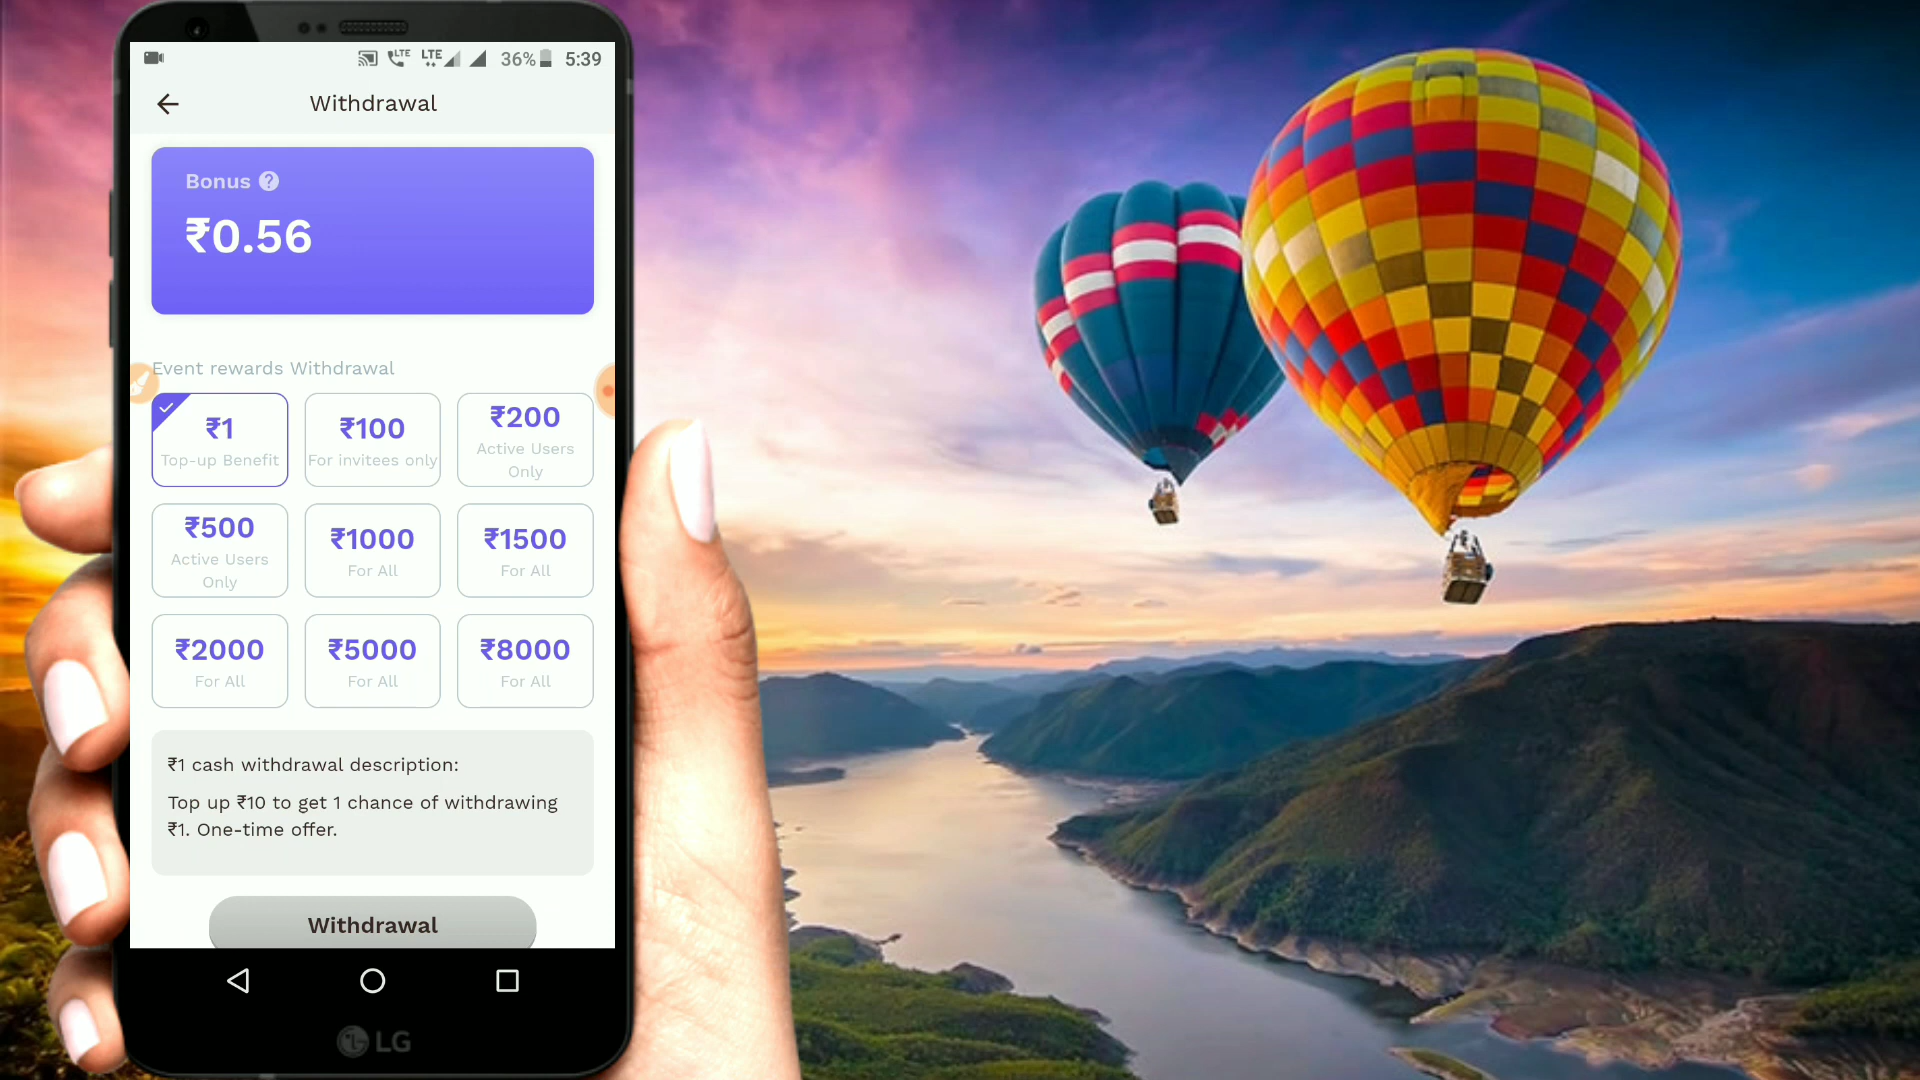 LTE LTE 36% 5:39
Withdrawal
Bonus ?
₹0.56
Event rewards Withdrawal
₹1
Top-up Benefit
₹100
For invitees only
₹200
Active Users
Only
₹500
Active Users
Only
₹1000
For All
₹1500
For All
₹2000
For All
₹5000
For All
₹8000
For All
₹1 cash withdrawal description:
Top up ₹10 to get 1 chance of withdrawing
₹1. One-time offer.
Withdrawal
LG